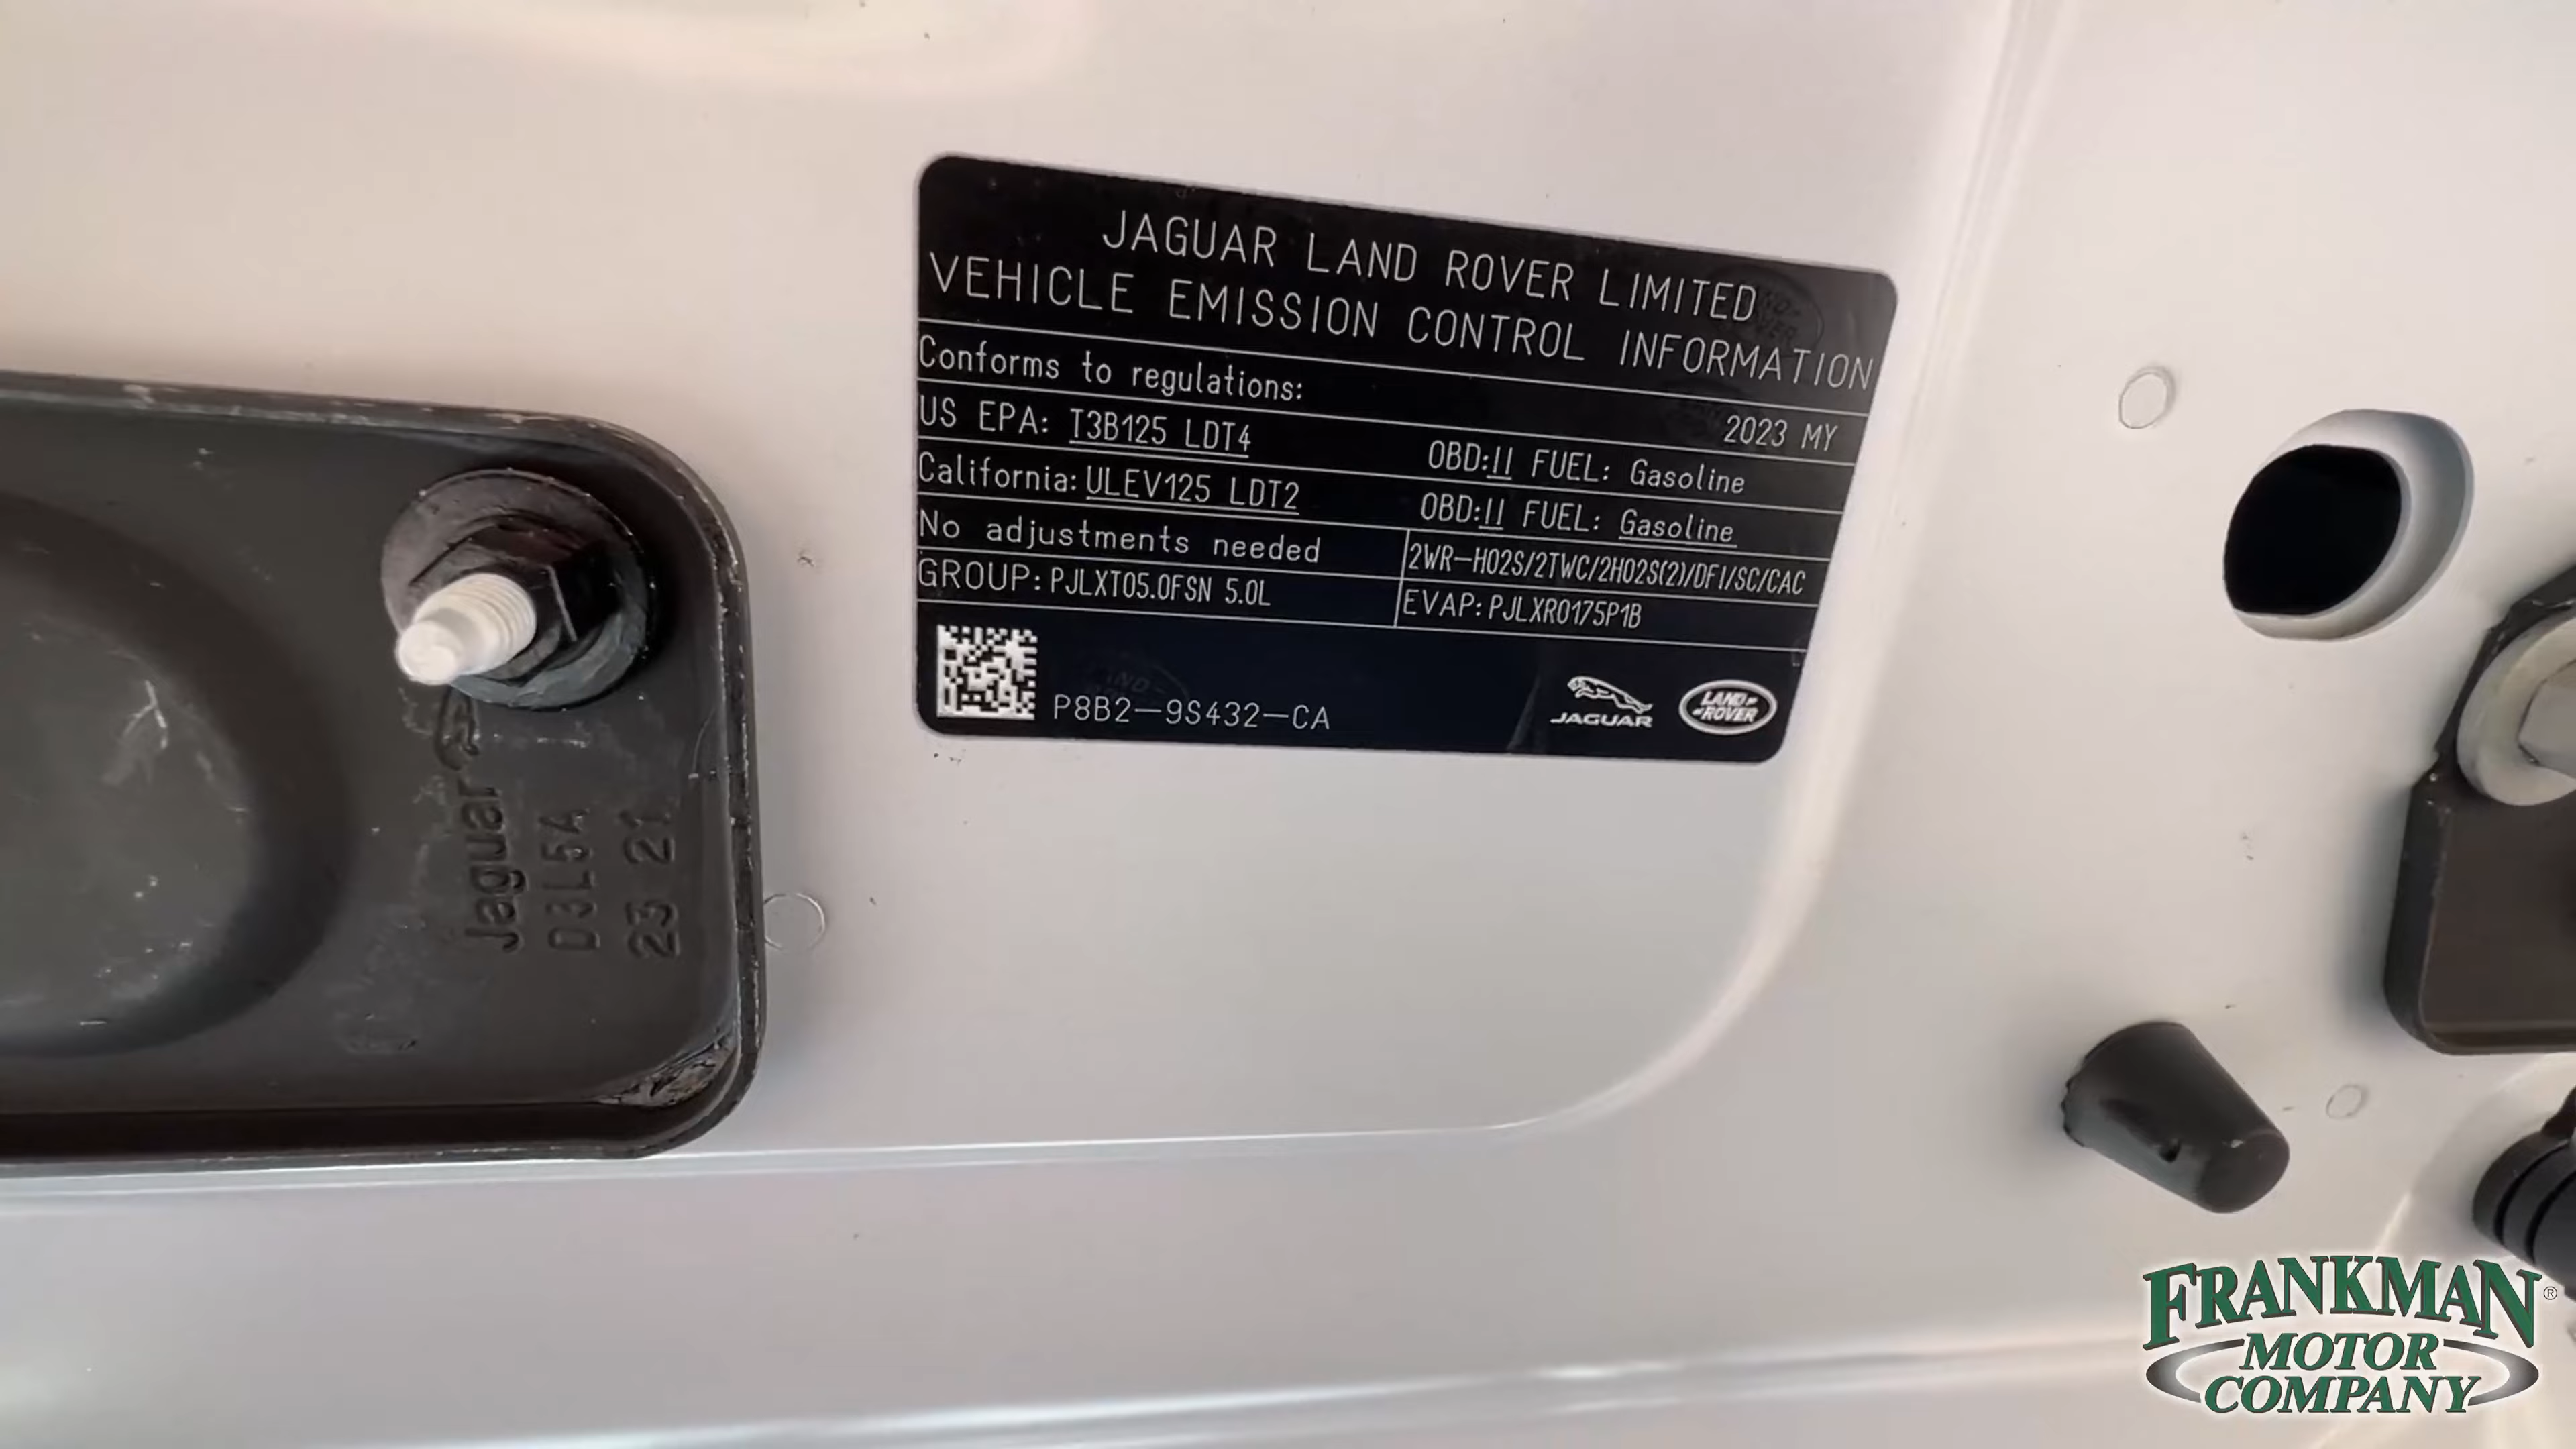 JAGUAR LAND ROVER LIMITED
VEHICLE EMISSION CONTROL INFORMATION
Conforms to regulations: 2023 MY
US EPA: T3B125 LDT4 OBD:II FUEL: Gasoline
California: ULEV125 LDT2 OBD:II FUEL: Gasoline
No adjustments needed 2WR-HO2S/2TWC/2HO2S(2)/DFI/SC/CAC
GROUP: PJLXT05.0FSN 5.0L EVAP: PJLXR0175P1B
P8B2-9S432-CA
JAGUAR
LAND-
-ROVER
Jaguar
D3L5A
23 21
FRANKMAN®
MOTOR
COMPANY